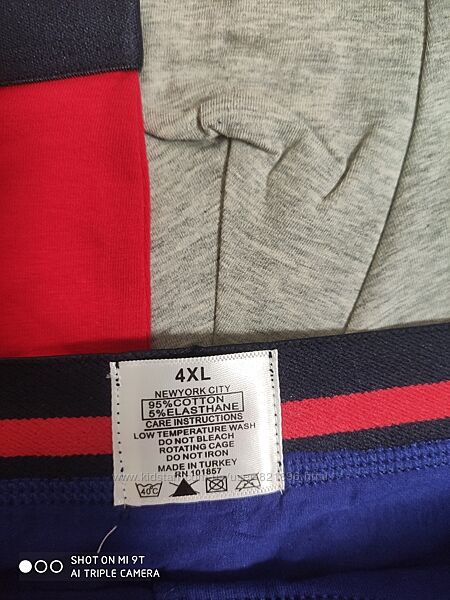 4XL
NEWYORK CITY
95%COTTON
5%ELASTHANE
CARE INSTRUCTIONS
LOW TEMPERATURE WASH
DO NOT BLEACH
ROTATING CAGE
DO NOT IRON
MADE IN TURKEY
RN 101857
40C
SHOT ON MI 9T
AI TRIPLE CAMERA